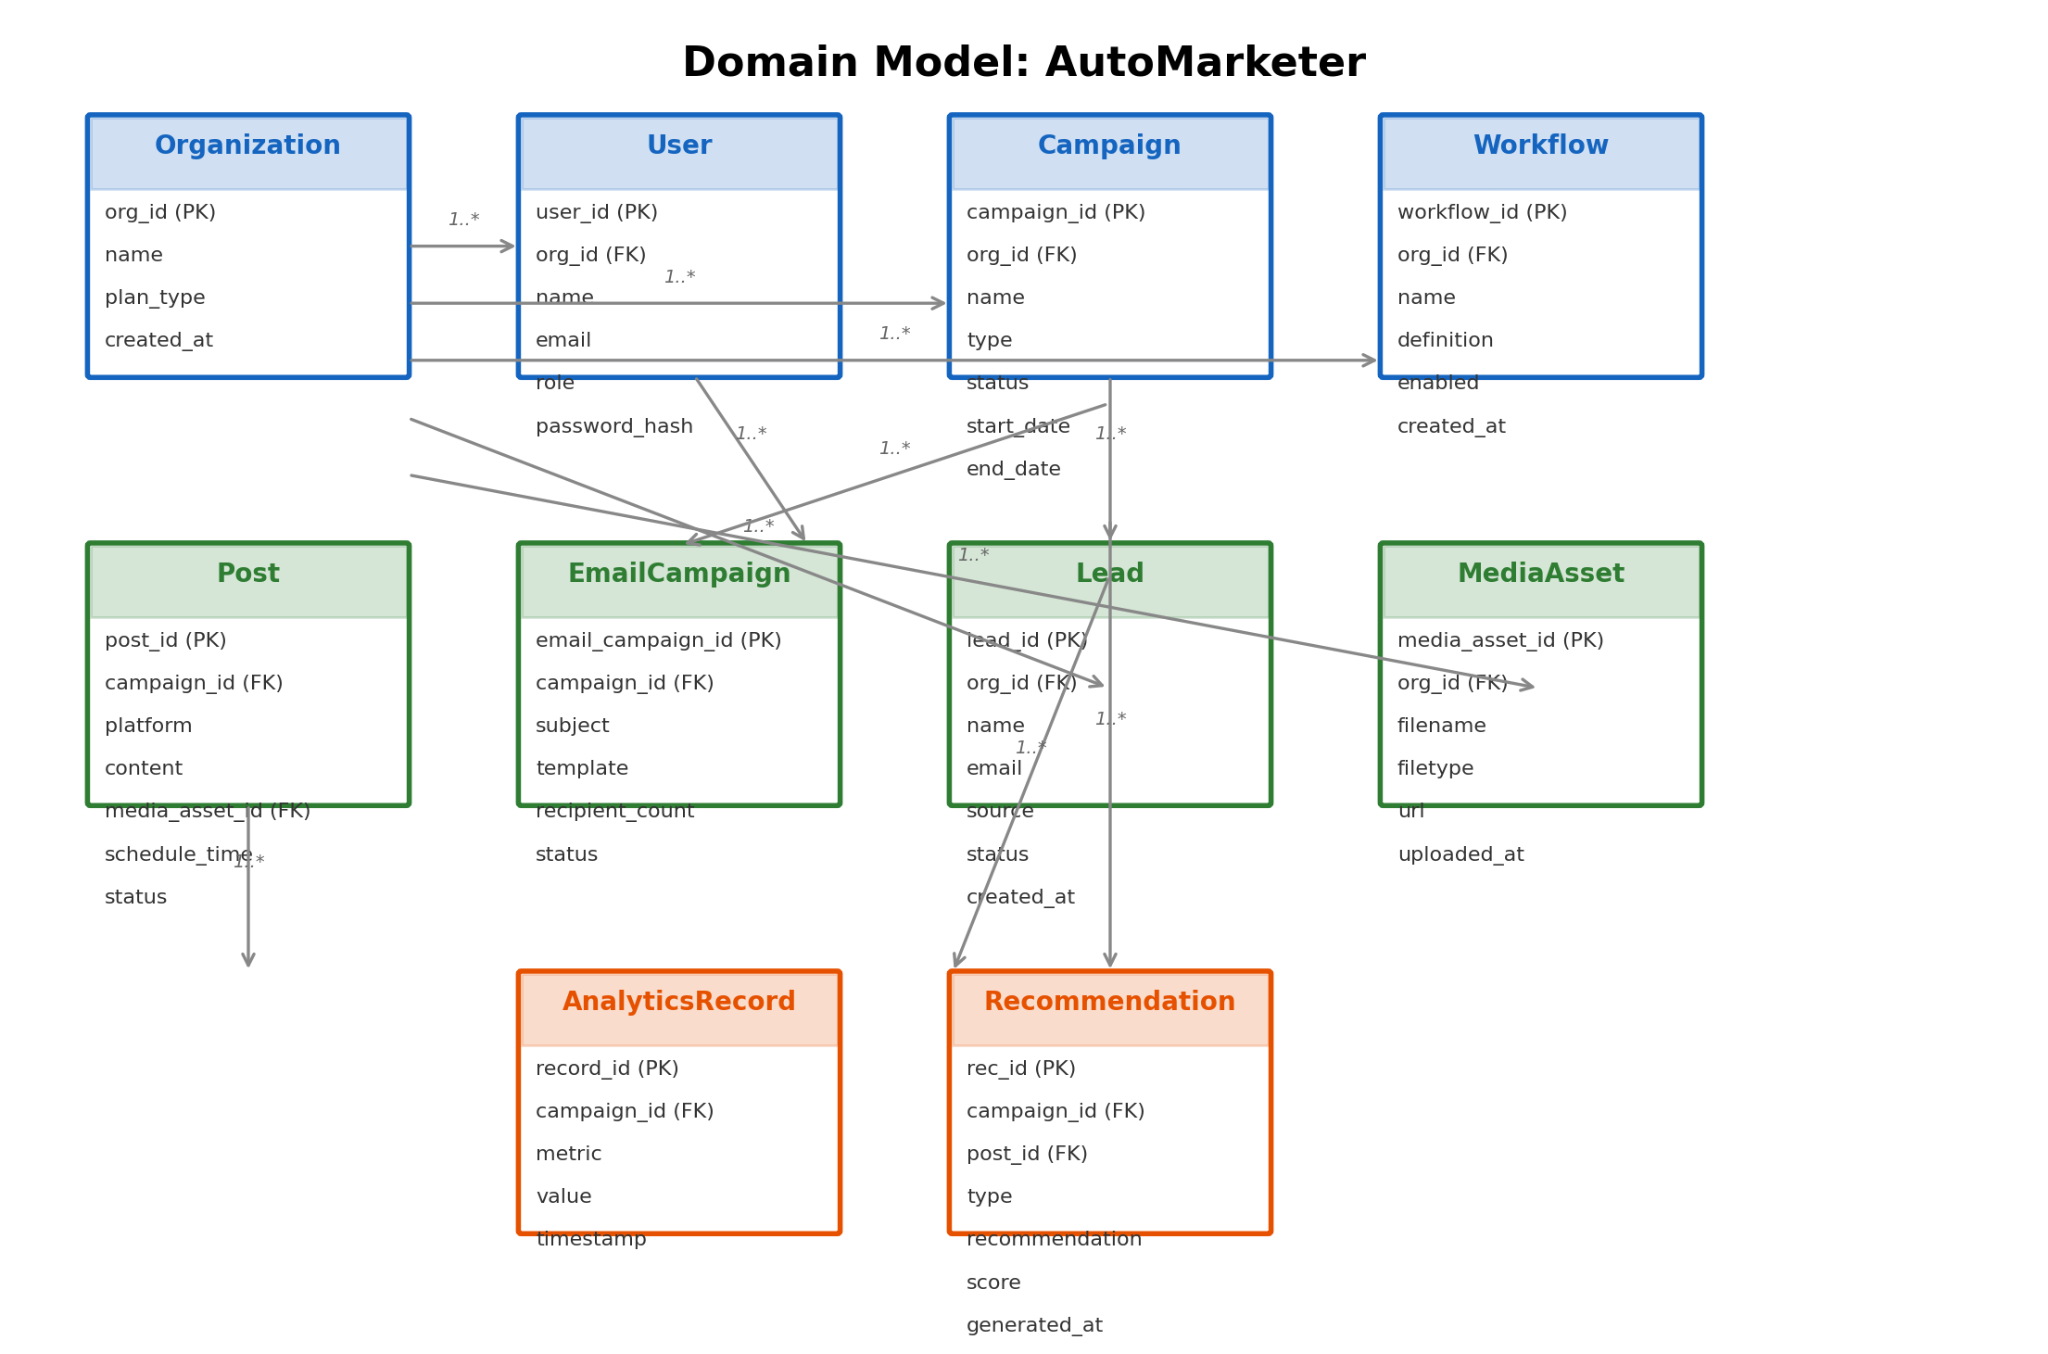 Domain Model: AutoMarketer
Organization
org_id (PK)
name
plan_type
created_at
1..*
User
user_id (PK)
org_id (FK)
name
email
role
password_hash
1..*
1..*
Campaign
campaign_id (PK)
org_id (FK)
name
type
status
start_date
end_date
Workflow
workflow_id (PK)
org_id (FK)
name
definition
enabled
created_at
1..*
1..*
1..*
1..*
1..*
Post
post_id (PK)
campaign_id (FK)
platform
content
media_asset_id (FK)
schedule_time
status
1..*
EmailCampaign
email_campaign_id (PK)
campaign_id (FK)
subject
template
recipient_count
status
Lead
lead_id (PK)
org_id (FK)
name
email
source
status
created_at
1..*
1..*
MediaAsset
media_asset_id (PK)
org_id (FK)
filename
filetype
url
uploaded_at
AnalyticsRecord
record_id (PK)
campaign_id (FK)
metric
value
timestamp
Recommendation
rec_id (PK)
campaign_id (FK)
post_id (FK)
type
recommendation
score
generated_at